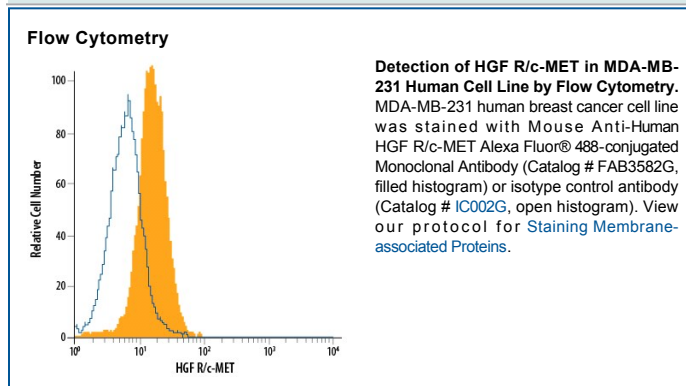 Flow Cytometry
Detection of HGF R/c-MET in MDA-MB-
231 Human Cell Line by Flow Cytometry.
MDA-MB-231 human breast cancer cell line
was stained with Mouse Anti-Human
HGF R/c-MET Alexa Fluor® 488-conjugated
Monoclonal Antibody (Catalog # FAB3582G,
filled histogram) or isotype control antibody
(Catalog # IC002G, open histogram). View
our protocol for Staining Membrane-
associated Proteins.
Relative Cell Number
100
80
60
40
20
0
10⁰ 10¹ 10² 10³ 10⁴
HGF R/c-MET